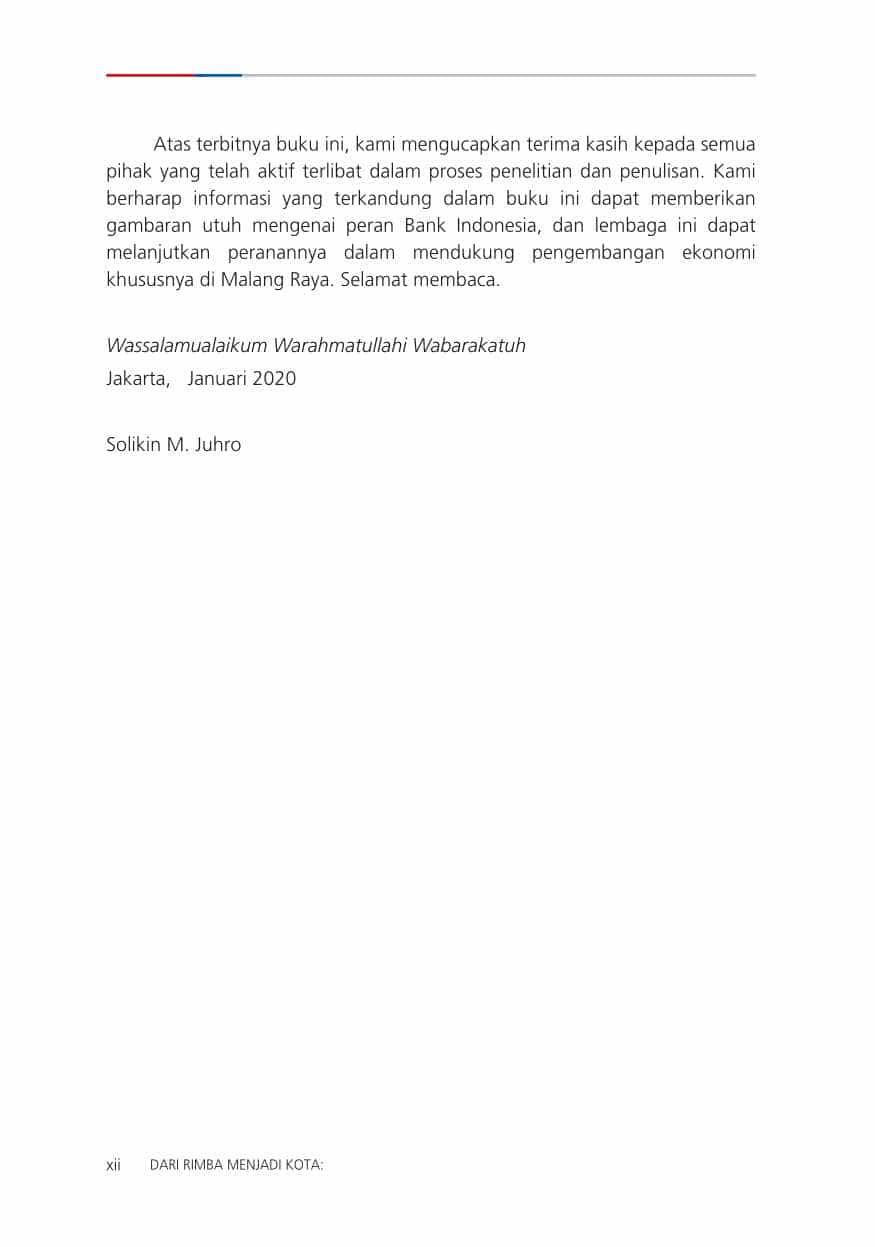 Atas terbitnya buku ini, kami mengucapkan terima kasih kepada semua
pihak yang telah aktif terlibat dalam proses penelitian dan penulisan. Kami
berharap informasi yang terkandung dalam buku ini dapat memberikan
gambaran utuh mengenai peran Bank Indonesia, dan lembaga ini dapat
melanjutkan peranannya dalam mendukung pengembangan ekonomi
khususnya di Malang Raya. Selamat membaca.
Wassalamualaikum Warahmatullahi Wabarakatuh
Jakarta, Januari 2020
Solikin M. Juhro
xii DARI RIMBA MENJADI KOTA: